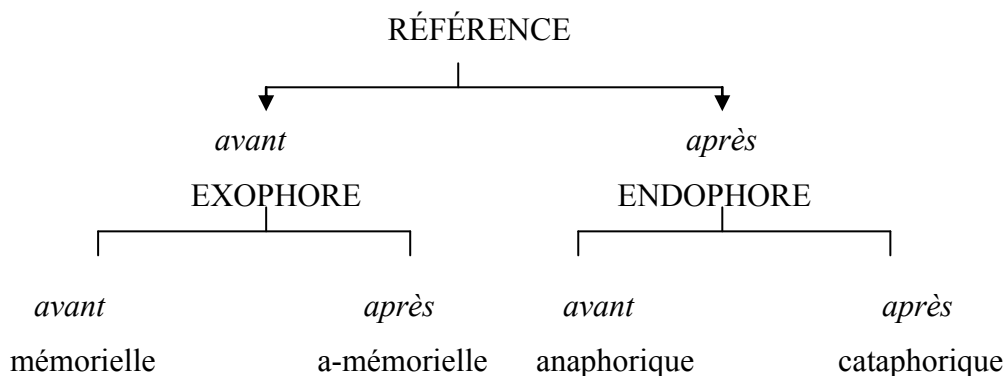 RÉFÉRENCE
avant après
EXOPHORE ENDOPHORE
avant après avant après
mémorielle a-mémorielle anaphorique cataphorique